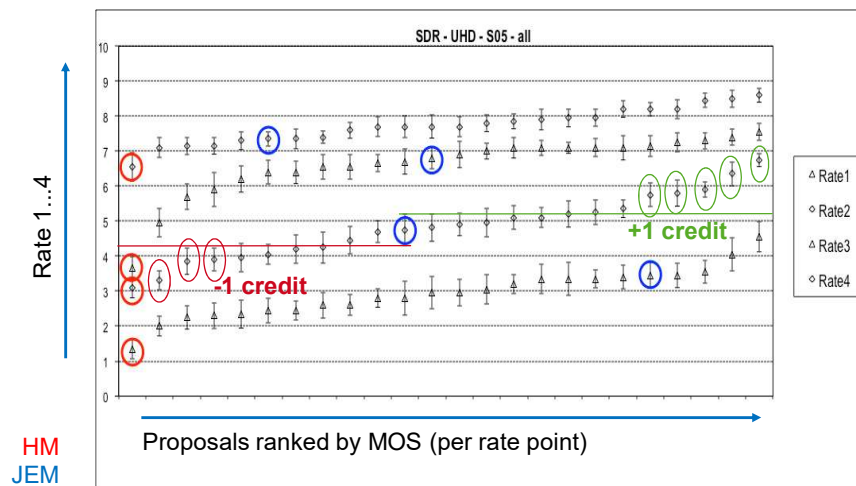 SDR - UHD - S05 - all
10
9
8
7
6
5
4
3
2
1
0
Rate 1...4
+1 credit
-1 credit
Rate1
Rate2
Rate3
Rate4
Proposals ranked by MOS (per rate point)
HM
JEM